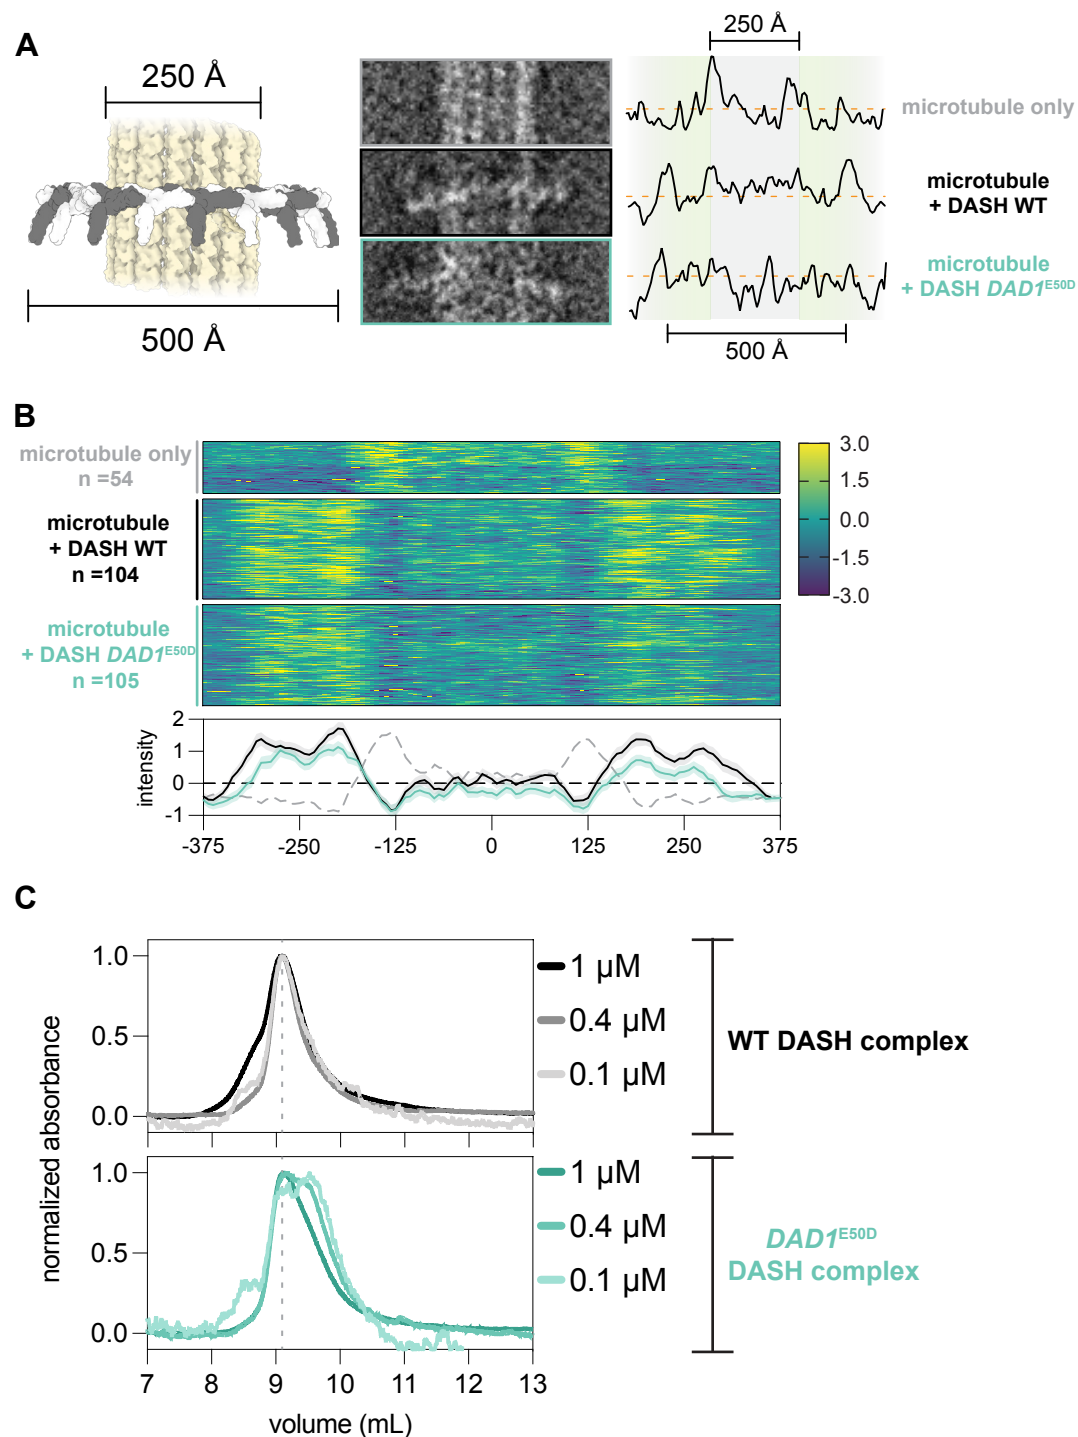 A
250 Å
500 Å
250 Å
500 Å
microtubule only
microtubule
+ DASH WT
microtubule
+ DASH DAD1E50D
B
microtubule only
n =54
microtubule
+ DASH WT
n =104
microtubule
+ DASH DAD1E50D
n =105
3.0
1.5
0.0
-1.5
-3.0
intensity
2
1
0
-1
-375
-250
-125
0
125
250
375
C
normalized absorbance
1.0
0.5
0.0
1 µM
0.4 µM
0.1 µM
WT DASH complex
1.0
0.5
0.0
1 µM
0.4 µM
0.1 µM
DAD1E50D
DASH complex
7
8
9
10
11
12
13
volume (mL)